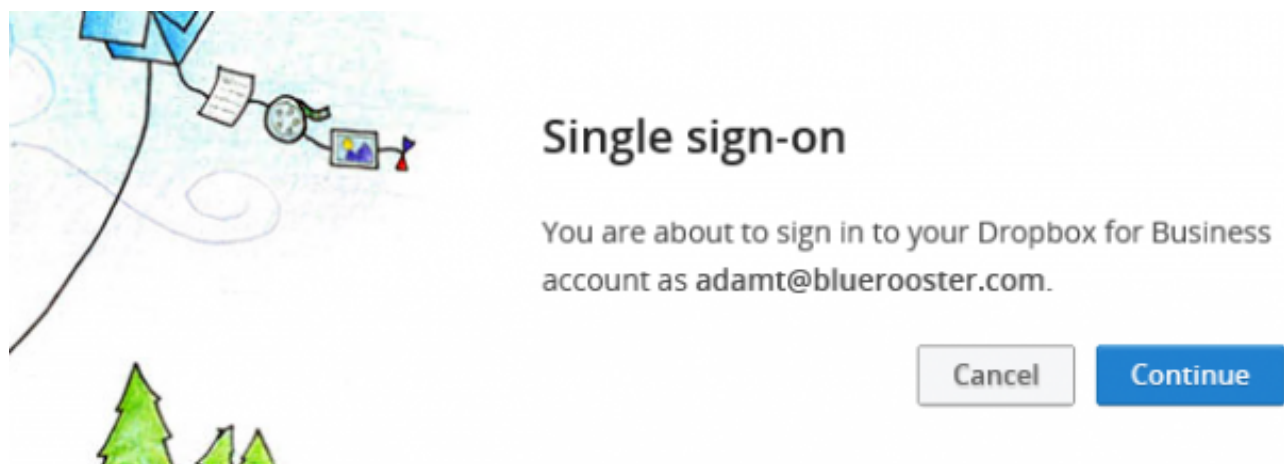 Single sign-on
You are about to sign in to your Dropbox for Business
account as adamt@bluerooster.com.
Cancel
Continue